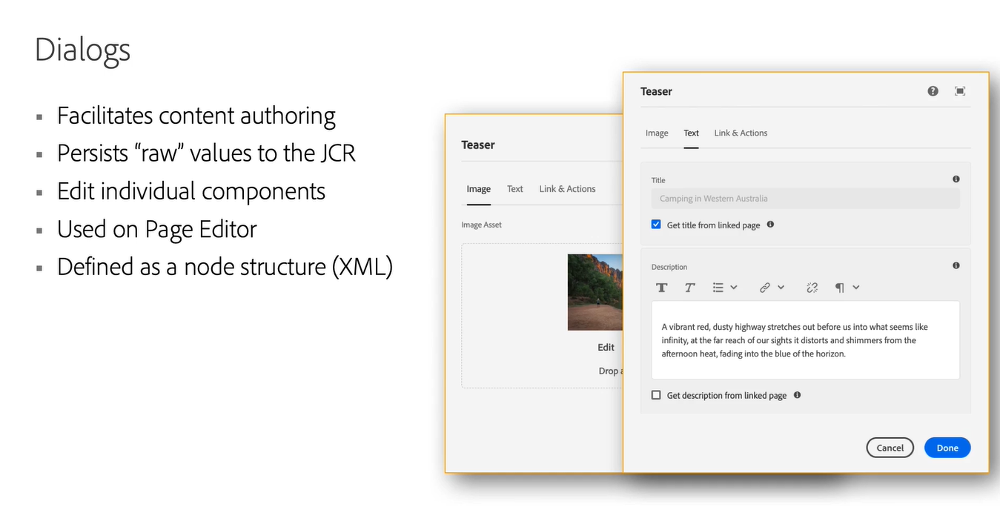 Dialogs
▪ Facilitates content authoring
▪ Persists “raw” values to the JCR
▪ Edit individual components
▪ Used on Page Editor
▪ Defined as a node structure (XML)
Teaser
Image Text Link & Actions
Image Asset
Edit
Drop
Teaser
Image Text Link & Actions
Title
Camping in Western Australia
Get title from linked page
Description
A vibrant red, dusty highway stretches out before us into what seems like
infinity, at the far reach of our sights it distorts and shimmers from the
afternoon heat, fading into the blue of the horizon.
Get description from linked page
Cancel Done